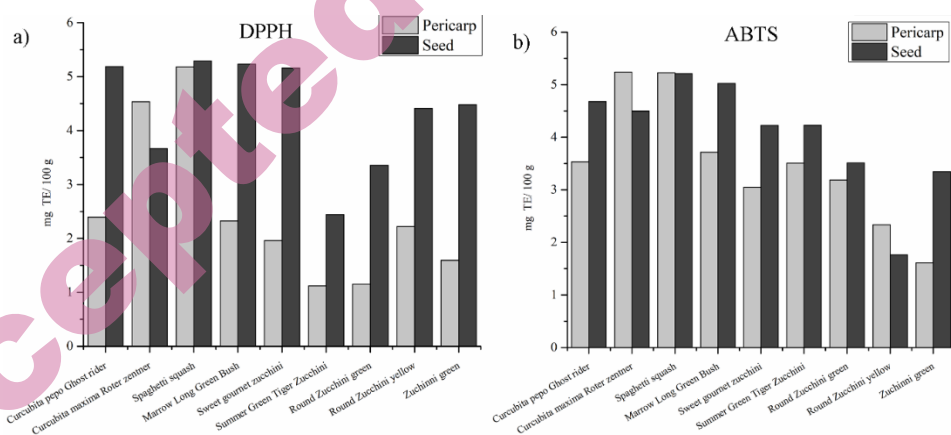 a)
DPPH
Pericarp
Seed
6
5
4
3
2
1
0
mg TE/ 100 g
Curcubita pepo Ghost rider
Curcubita maxima Roter zentner
Spaghetti squash
Marrow Long Green Bush
Sweet gourmet zucchini
Summer Green Tiger Zucchini
Round Zucchini green
Round Zucchini yellow
Zuchinni green
b)
ABTS
Pericarp
Seed
6
5
4
3
2
1
0
mg TE/ 100 g
Curcubita pepo Ghost rider
Curcubita maxima Roter zentner
Spaghetti squash
Marrow Long Green Bush
Sweet gourmet zucchini
Summer Green Tiger Zucchini
Round Zucchini green
Round Zucchini yellow
Zuchinni green
cepted